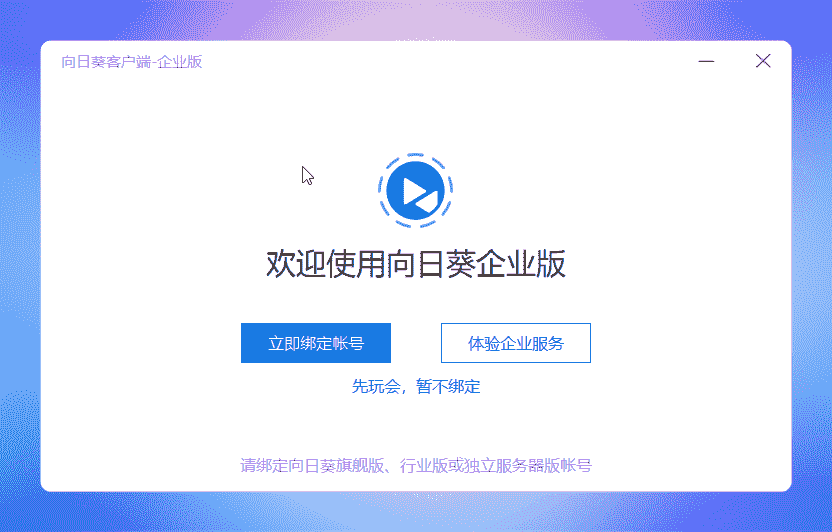 向日葵客户端-企业版
欢迎使用向日葵企业版
立即绑定帐号
体验企业服务
先玩会，暂不绑定
请绑定向日葵旗舰版、行业版或独立服务器版帐号